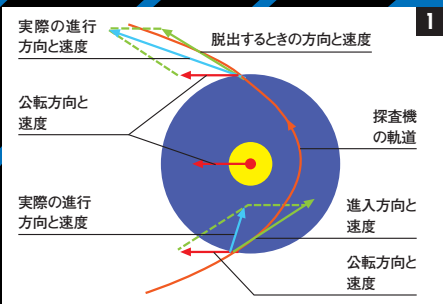 実際の進行
方向と速度
脱出するときの方向と速度
1
公転方向と
速度
探査機
の軌道
実際の進行
方向と速度
進入方向と
速度
公転方向と
速度